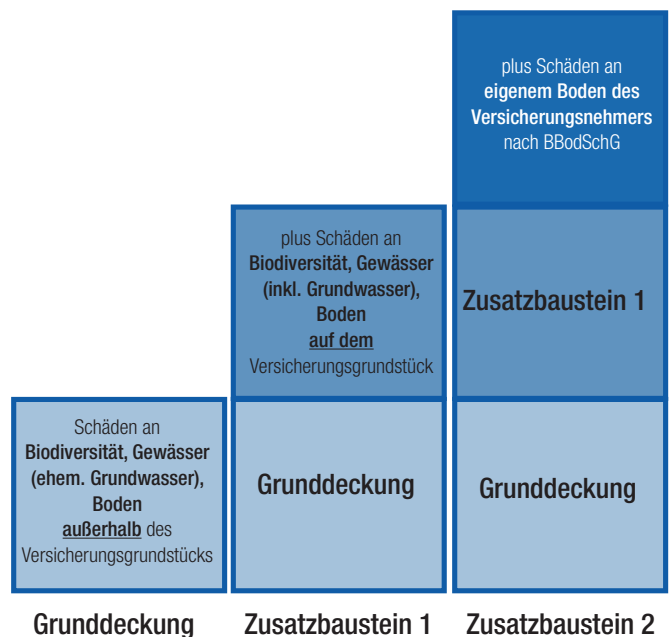 plus Schäden an
eigenem Boden des
Versicherungsnehmers
nach BBodSchG
plus Schäden an
Biodiversität, Gewässer
(inkl. Grundwasser),
Boden
auf dem
Versicherungsgrundstück
Zusatzbaustein 1
Schäden an
Biodiversität, Gewässer
(ehem. Grundwasser),
Boden
außerhalb des
Versicherungsgrundstücks
Grunddeckung
Grunddeckung
Grunddeckung
Zusatzbaustein 1
Zusatzbaustein 2